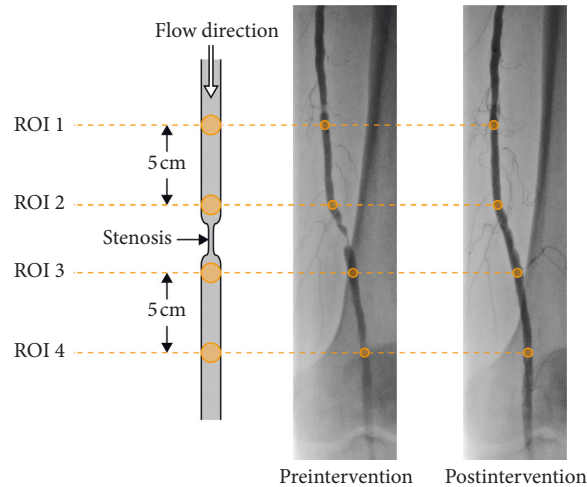 Flow direction
ROI 1
5 cm
ROI 2
Stenosis
ROI 3
5 cm
ROI 4
Preintervention
Postintervention